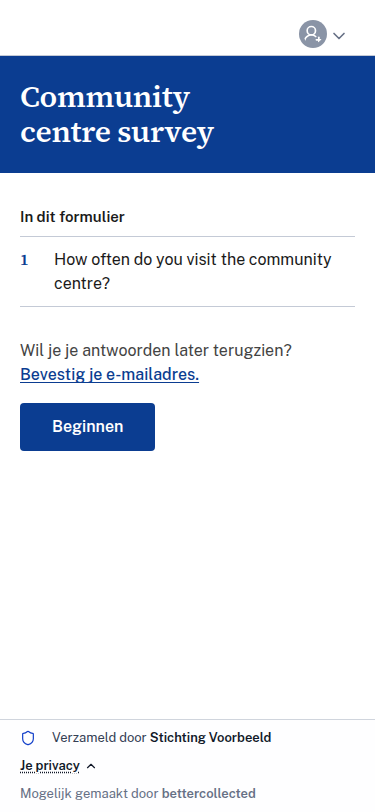 Community
centre survey
In dit formulier
1 How often do you visit the community
centre?
Wil je je antwoorden later terugzien?
Bevestig je e-mailadres.
Beginnen
Verzameld door Stichting Voorbeeld
Je privacy
Mogelijk gemaakt door bettercollected